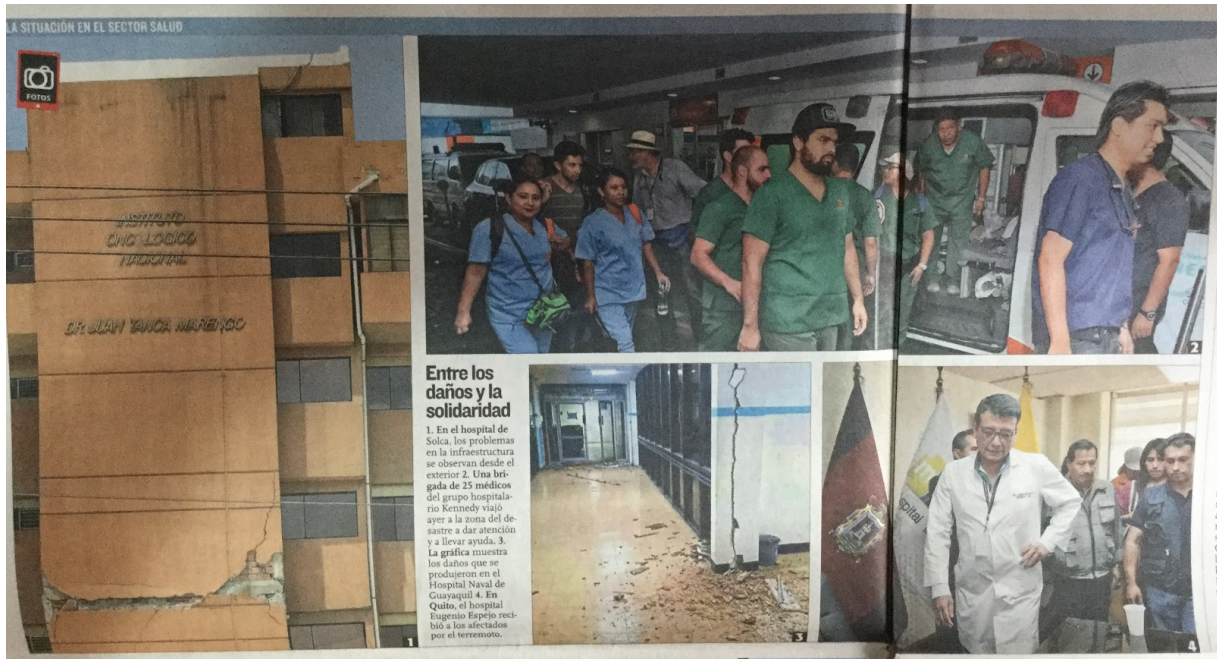 LA SITUACIÓN EN EL SECTOR SALUD
FOTOS
INSTITUTO
ONC LOGICO
NACIONAL
DR. JUAN TANCA MARENGO
1
2
Entre los
daños y la
solidaridad
1. En el hospital de
Solca, los problemas
en la infraestructura
se observan desde el
exterior 2. Una bri-
gada de 25 médicos
del grupo hospitala-
rio Kennedy viajó
ayer a la zona del de-
sastre a dar atención
y a llevar ayuda. 3.
La gráfica muestra
los daños que se
produjeron en el
Hospital Naval de
Guayaquil 4. En
Quito, el hospital
Eugenio Espejo reci-
bió a los afectados
por el terremoto.
3
spital
4